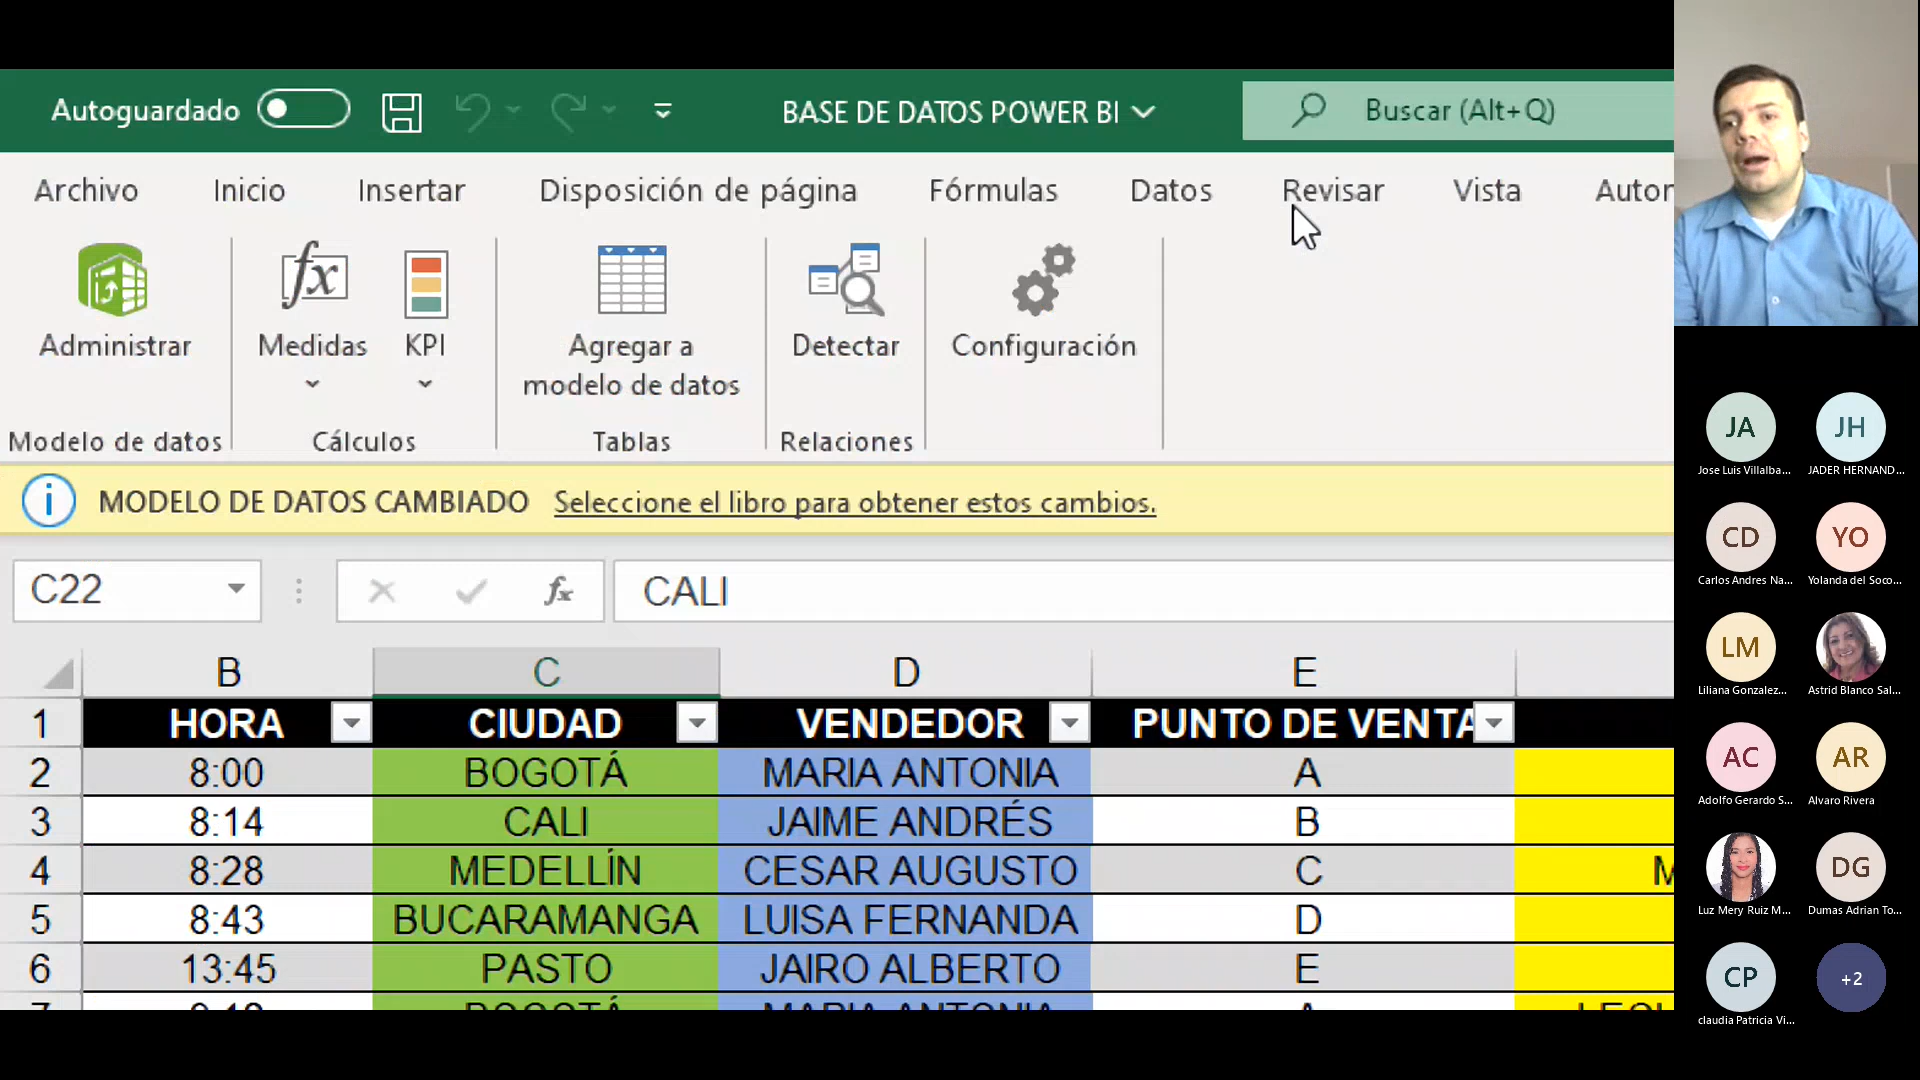 Autoguardado
BASE DE DATOS POWER BI
Buscar (Alt+Q)
Archivo Inicio Insertar Disposición de página Fórmulas Datos Revisar Vista
Administrar Medidas KPI Agregar a modelo de datos Detectar Configuración
Modelo de datos Cálculos Tablas Relaciones
MODELO DE DATOS CAMBIADO Seleccione el libro para obtener estos cambios.
C22 fx CALI
B C D E
1 HORA CIUDAD VENDEDOR PUNTO DE VENTA
2 8:00 BOGOTÁ MARIA ANTONIA A
3 8:14 CALI JAIME ANDRÉS B
4 8:28 MEDELLÍN CESAR AUGUSTO C
5 8:43 BUCARAMANGA LUISA FERNANDA D
6 13:45 PASTO JAIRO ALBERTO E
JA JH
Jose Luis Villalba... JADER HERNAND...
CD YO
Carlos Andres Na... Yolanda del Soco...
LM
Liliana Gonzalez... Astrid Blanco Sal...
AC AR
Adolfo Gerardo S... Alvaro Rivera
DG
Luz Mery Ruiz M... Dumas Adrian To...
CP +2
claudia Patricia Vi...